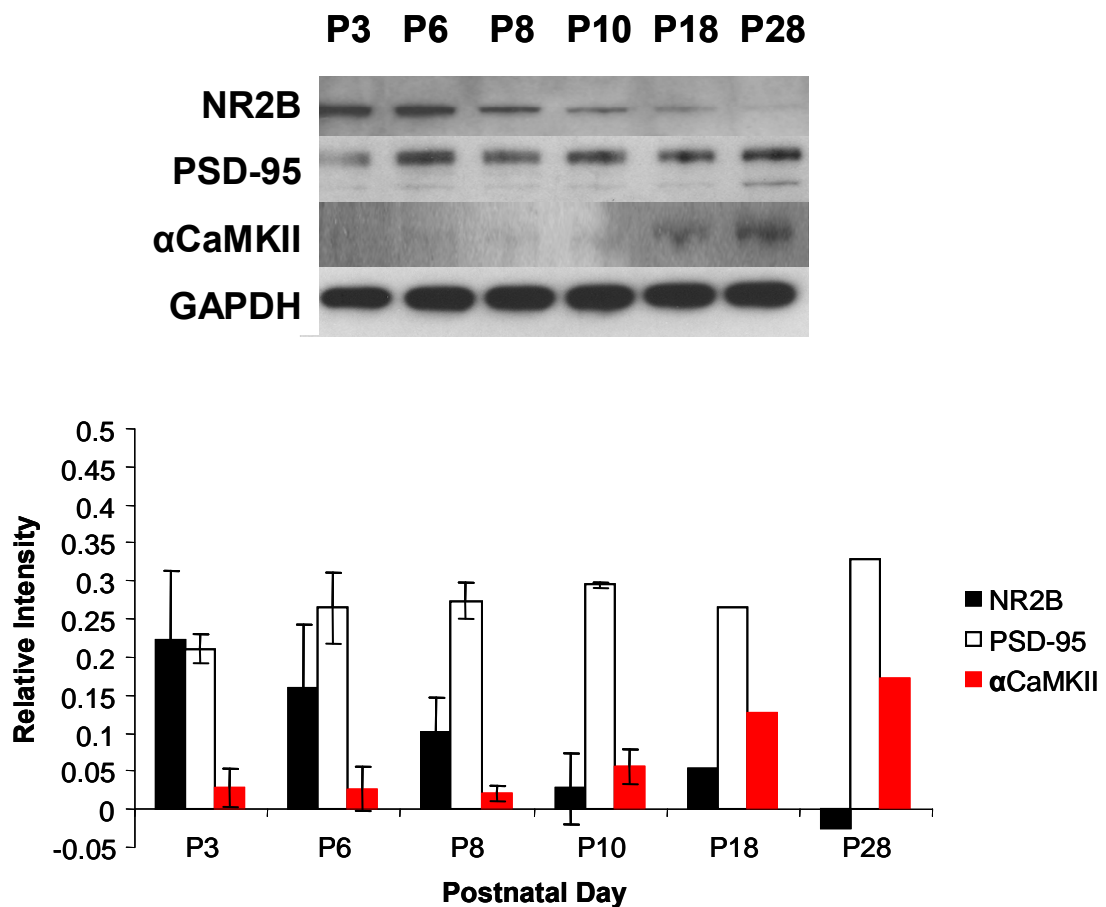 P3 P6 P8 P10 P18 P28
NR2B
PSD-95
αCaMKII
GAPDH
0.5
0.45
0.4
0.35
0.3
0.25
0.2
0.15
0.1
0.05
0
-0.05
Relative Intensity
P3 P6 P8 P10 P18 P28
Postnatal Day
NR2B
PSD-95
αCaMKII